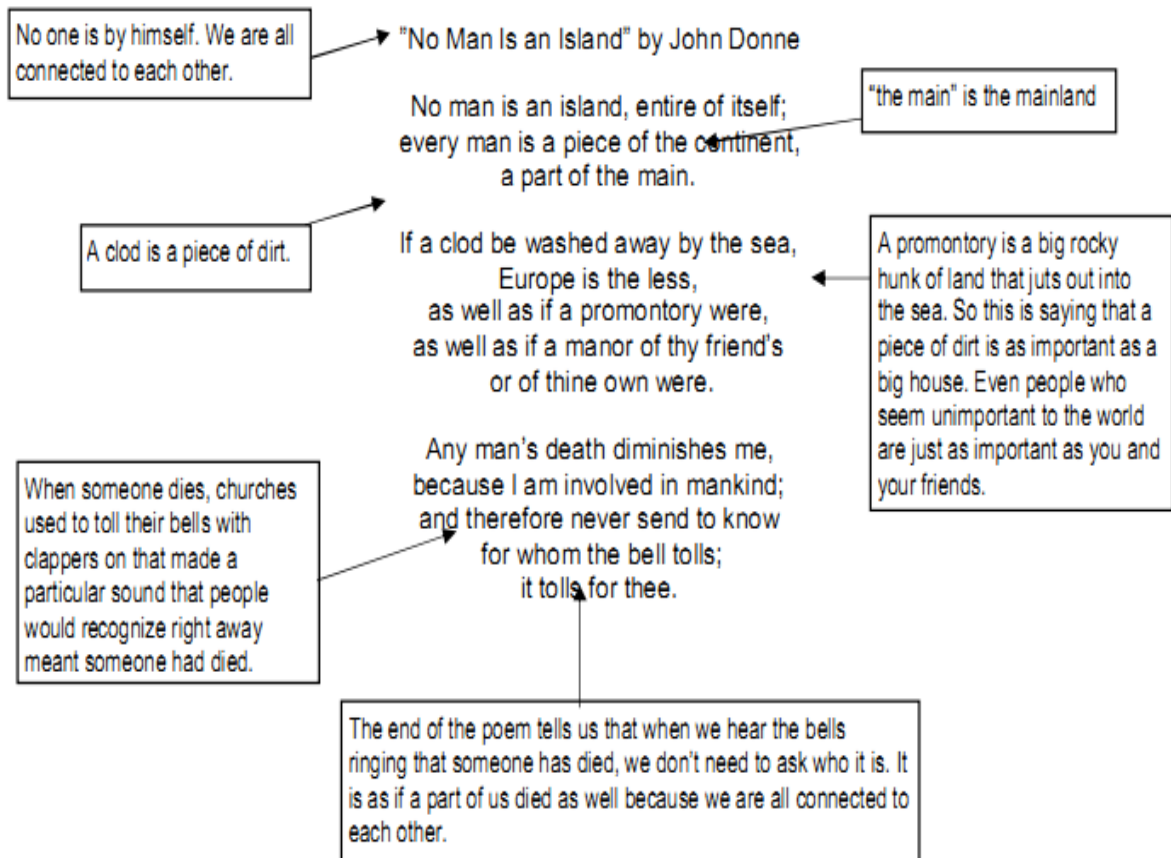 No one is by himself. We are all
connected to each other.
”No Man Is an Island” by John Donne
No man is an island, entire of itself;
every man is a piece of the continent,
a part of the main.
“the main” is the mainland
A clod is a piece of dirt.
If a clod be washed away by the sea,
Europe is the less,
as well as if a promontory were,
as well as if a manor of thy friend’s
or of thine own were.
A promontory is a big rocky
hunk of land that juts out into
the sea. So this is saying that a
piece of dirt is as important as a
big house. Even people who
seem unimportant to the world
are just as important as you and
your friends.
Any man’s death diminishes me,
because I am involved in mankind;
and therefore never send to know
for whom the bell tolls;
it tolls for thee.
When someone dies, churches
used to toll their bells with
clappers on that made a
particular sound that people
would recognize right away
meant someone had died.
The end of the poem tells us that when we hear the bells
ringing that someone has died, we don’t need to ask who it is. It
is as if a part of us died as well because we are all connected to
each other.